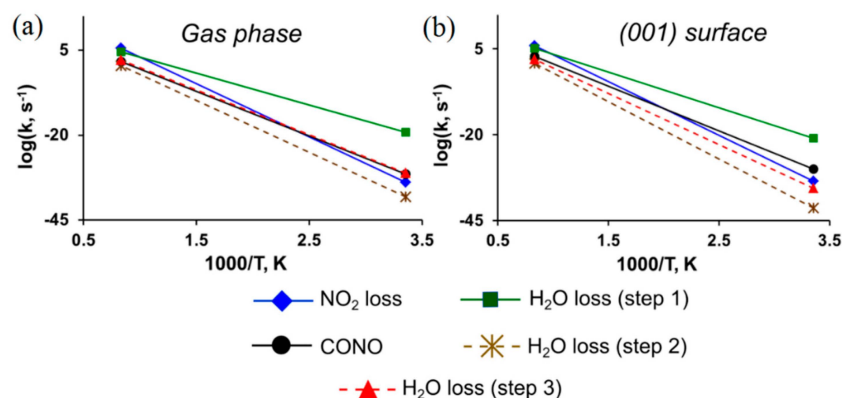 (a) Gas phase
5
-20
-45
log(k, s⁻¹)
0.5 1.5 2.5 3.5
1000/T, K
(b) (001) surface
5
-20
-45
log(k, s⁻¹)
0.5 1.5 2.5 3.5
1000/T, K
NO₂ loss
H₂O loss (step 1)
CONO
H₂O loss (step 2)
H₂O loss (step 3)